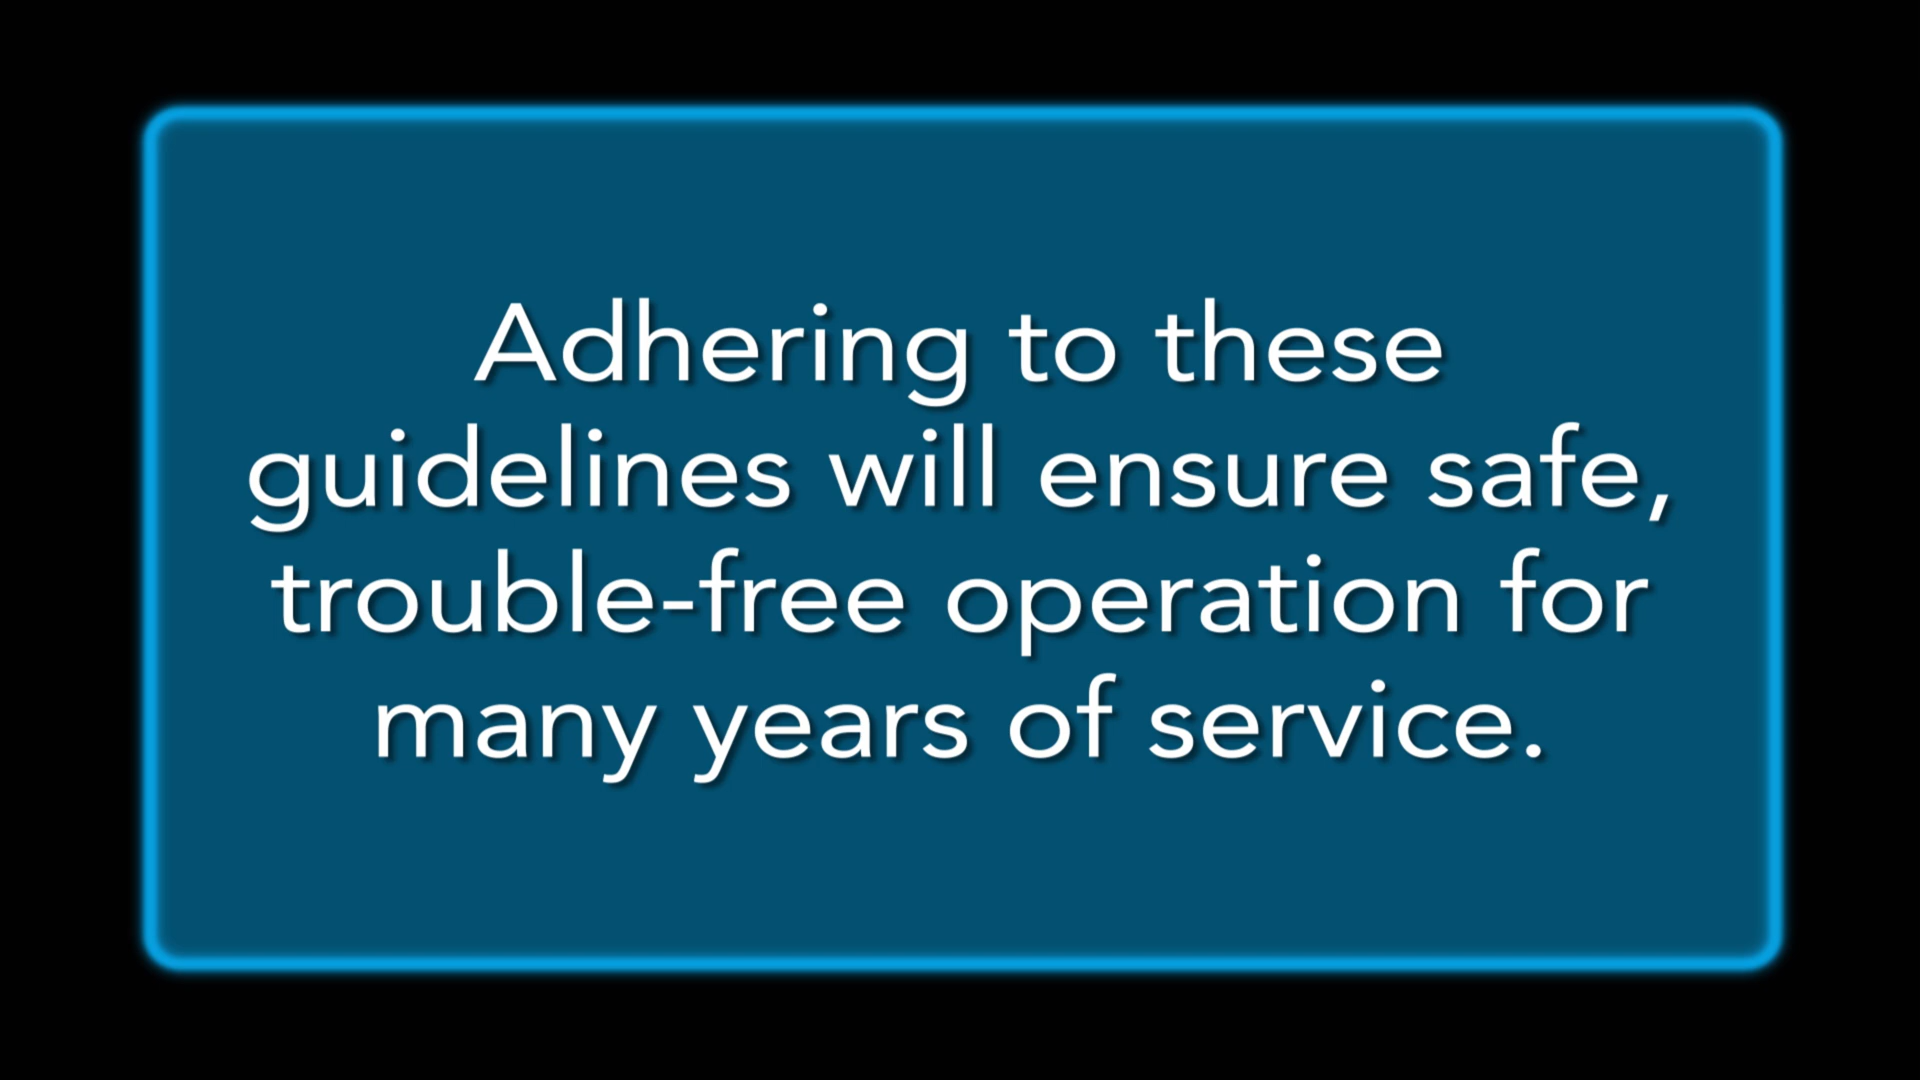 Adhering to these
guidelines will ensure safe,
trouble-free operation for
many years of service.